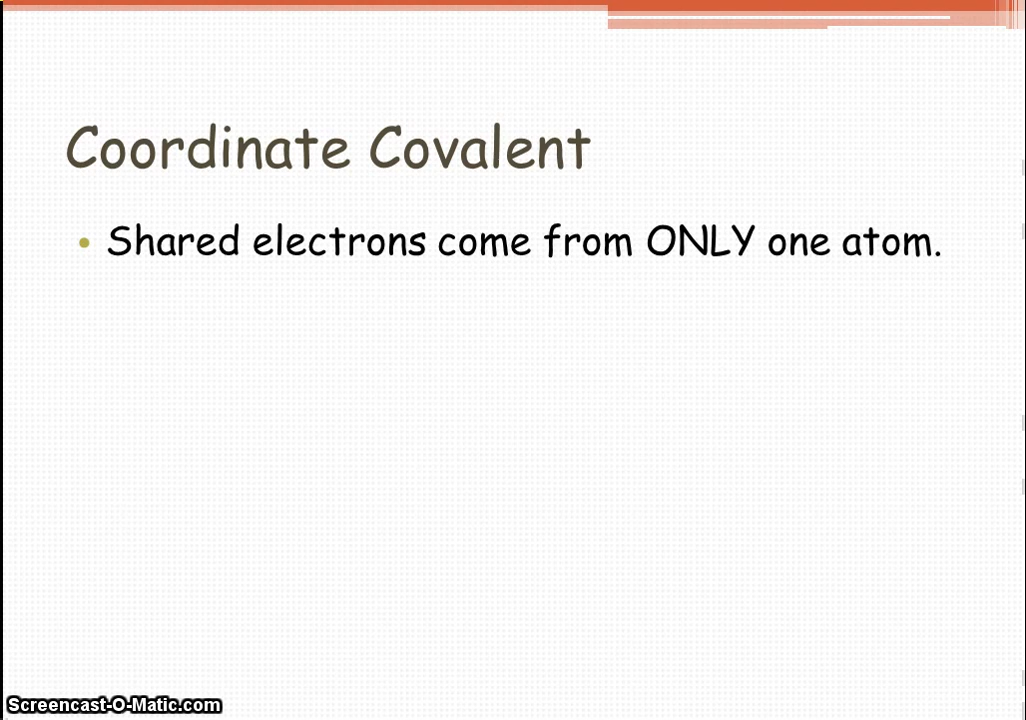 Coordinate Covalent
• Shared electrons come from ONLY one atom.
Screencast-O-Matic.com